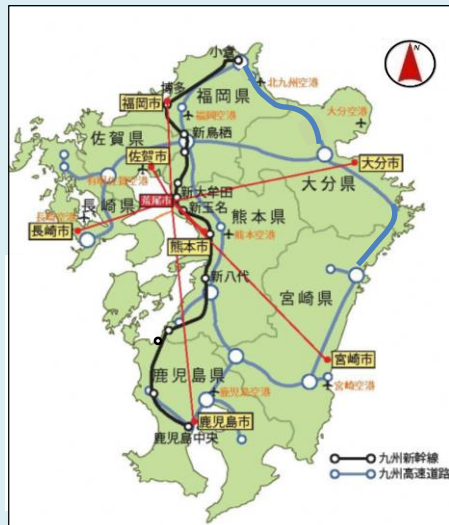 小倉
北九州空港
博多
福岡県
福岡市
福岡空港
大分空港
新鳥栖
佐賀県
佐賀市
大分市
新大牟田
大分県
長崎県
荒尾市
新玉名
長崎空港
熊本県
長崎市
熊本市
熊本空港
新八代
宮崎県
鹿児島県
宮崎市
鹿児島空港
宮崎空港
鹿児島市
鹿児島中央
九州新幹線
九州高速道路